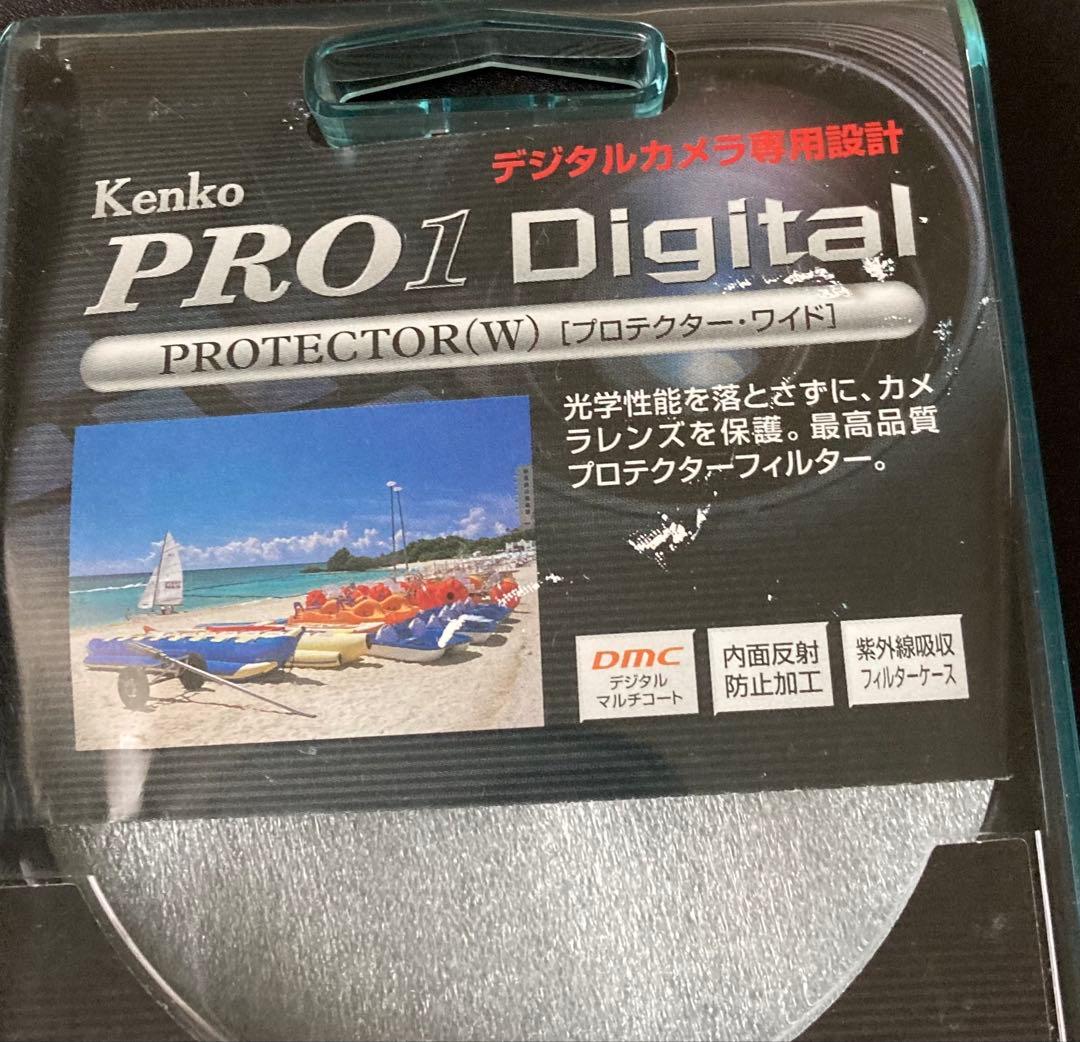 デジタルカメラ専用設計
Kenko
PRO1 Digital
PROTECTOR(W) [プロテクター・ワイド]
光学性能を落とさずに、カメ
ラレンズを保護。最高品質
プロテクターフィルター。
DMC
デジタル
マルチコート
内面反射
防止加工
紫外線吸収
フィルターケース